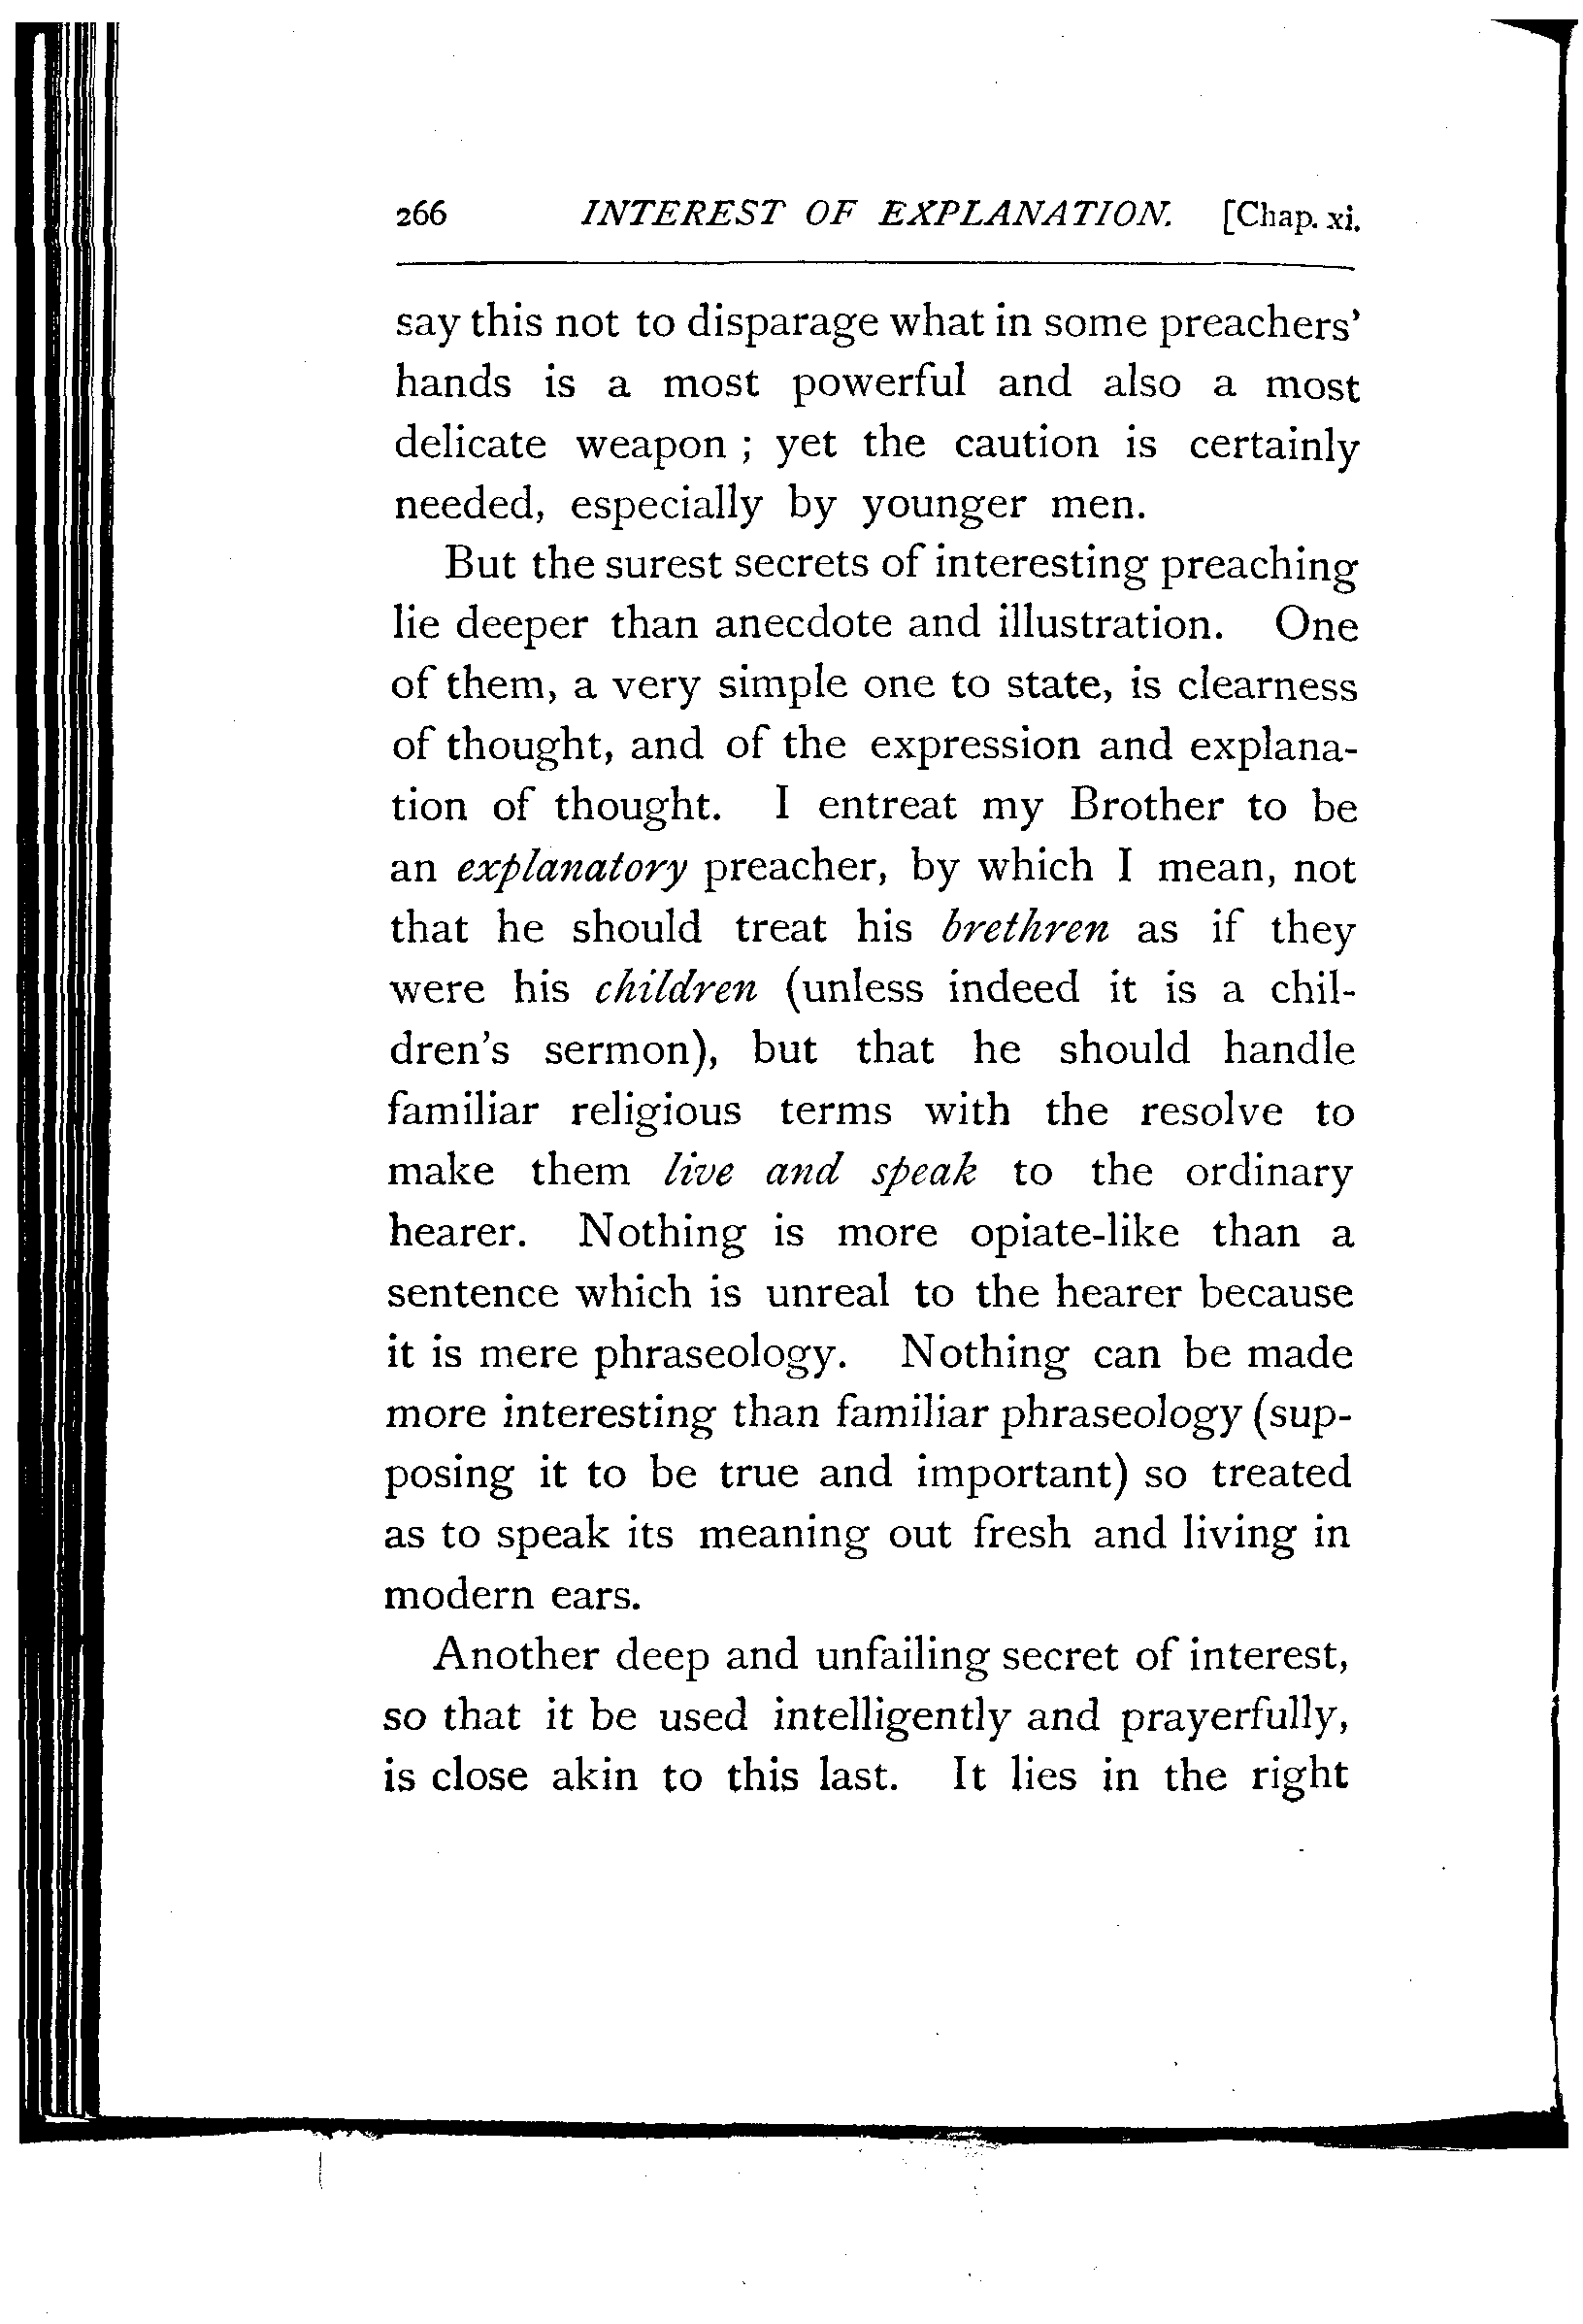 266 INTEREST OF EXPLANATION. [Chap. xi.
say this not to disparage what in some preachers'
hands is a most powerful and also a most
delicate weapon ; yet the caution is certainly
needed, especially by younger men.
But the surest secrets of interesting preaching
lie deeper than anecdote and illustration. One
of them, a very simple one to state, is clearness
of thought, and of the expression and explana-
tion of thought. I entreat my Brother to be
an explanatory preacher, by which I mean, not
that he should treat his brethren as if they
were his children (unless indeed it is a chil-
dren's sermon), but that he should handle
familiar religious terms with the resolve to
make them live and speak to the ordinary
hearer. Nothing is more opiate-like than a
sentence which is unreal to the hearer because
it is mere phraseology. Nothing can be made
more interesting than familiar phraseology (sup-
posing it to be true and important) so treated
as to speak its meaning out fresh and living in
modern ears.
Another deep and unfailing secret of interest,
so that it be used intelligently and prayerfully,
is close akin to this last. It lies in the right